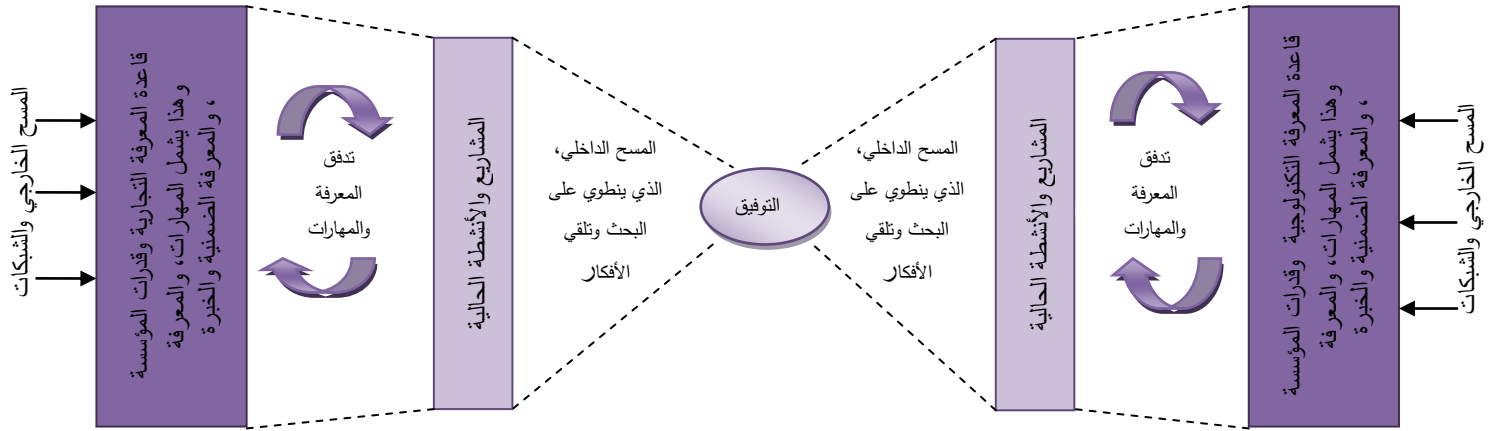 المسح الخارجي والشبكات
قاعدة المعرفة التكنولوجية وقدرات المؤسسة
وهذا يشمل المهارات، والمعرفة
، والمعرفة الضمنية والخبرة
تدفق
المعرفة
والمهارات
المشاريع والأنشطة الحالية
المسح الداخلي،
الذي ينطوي على
البحث وتلقي
الأفكار
التوفيق
المسح الداخلي،
الذي ينطوي على
البحث وتلقي
الأفكار
المشاريع والأنشطة الحالية
تدفق
المعرفة
والمهارات
قاعدة المعرفة التجارية وقدرات المؤسسة
وهذا يشمل المهارات، والمعرفة
، والمعرفة الضمنية والخبرة
المسح الخارجي والشبكات